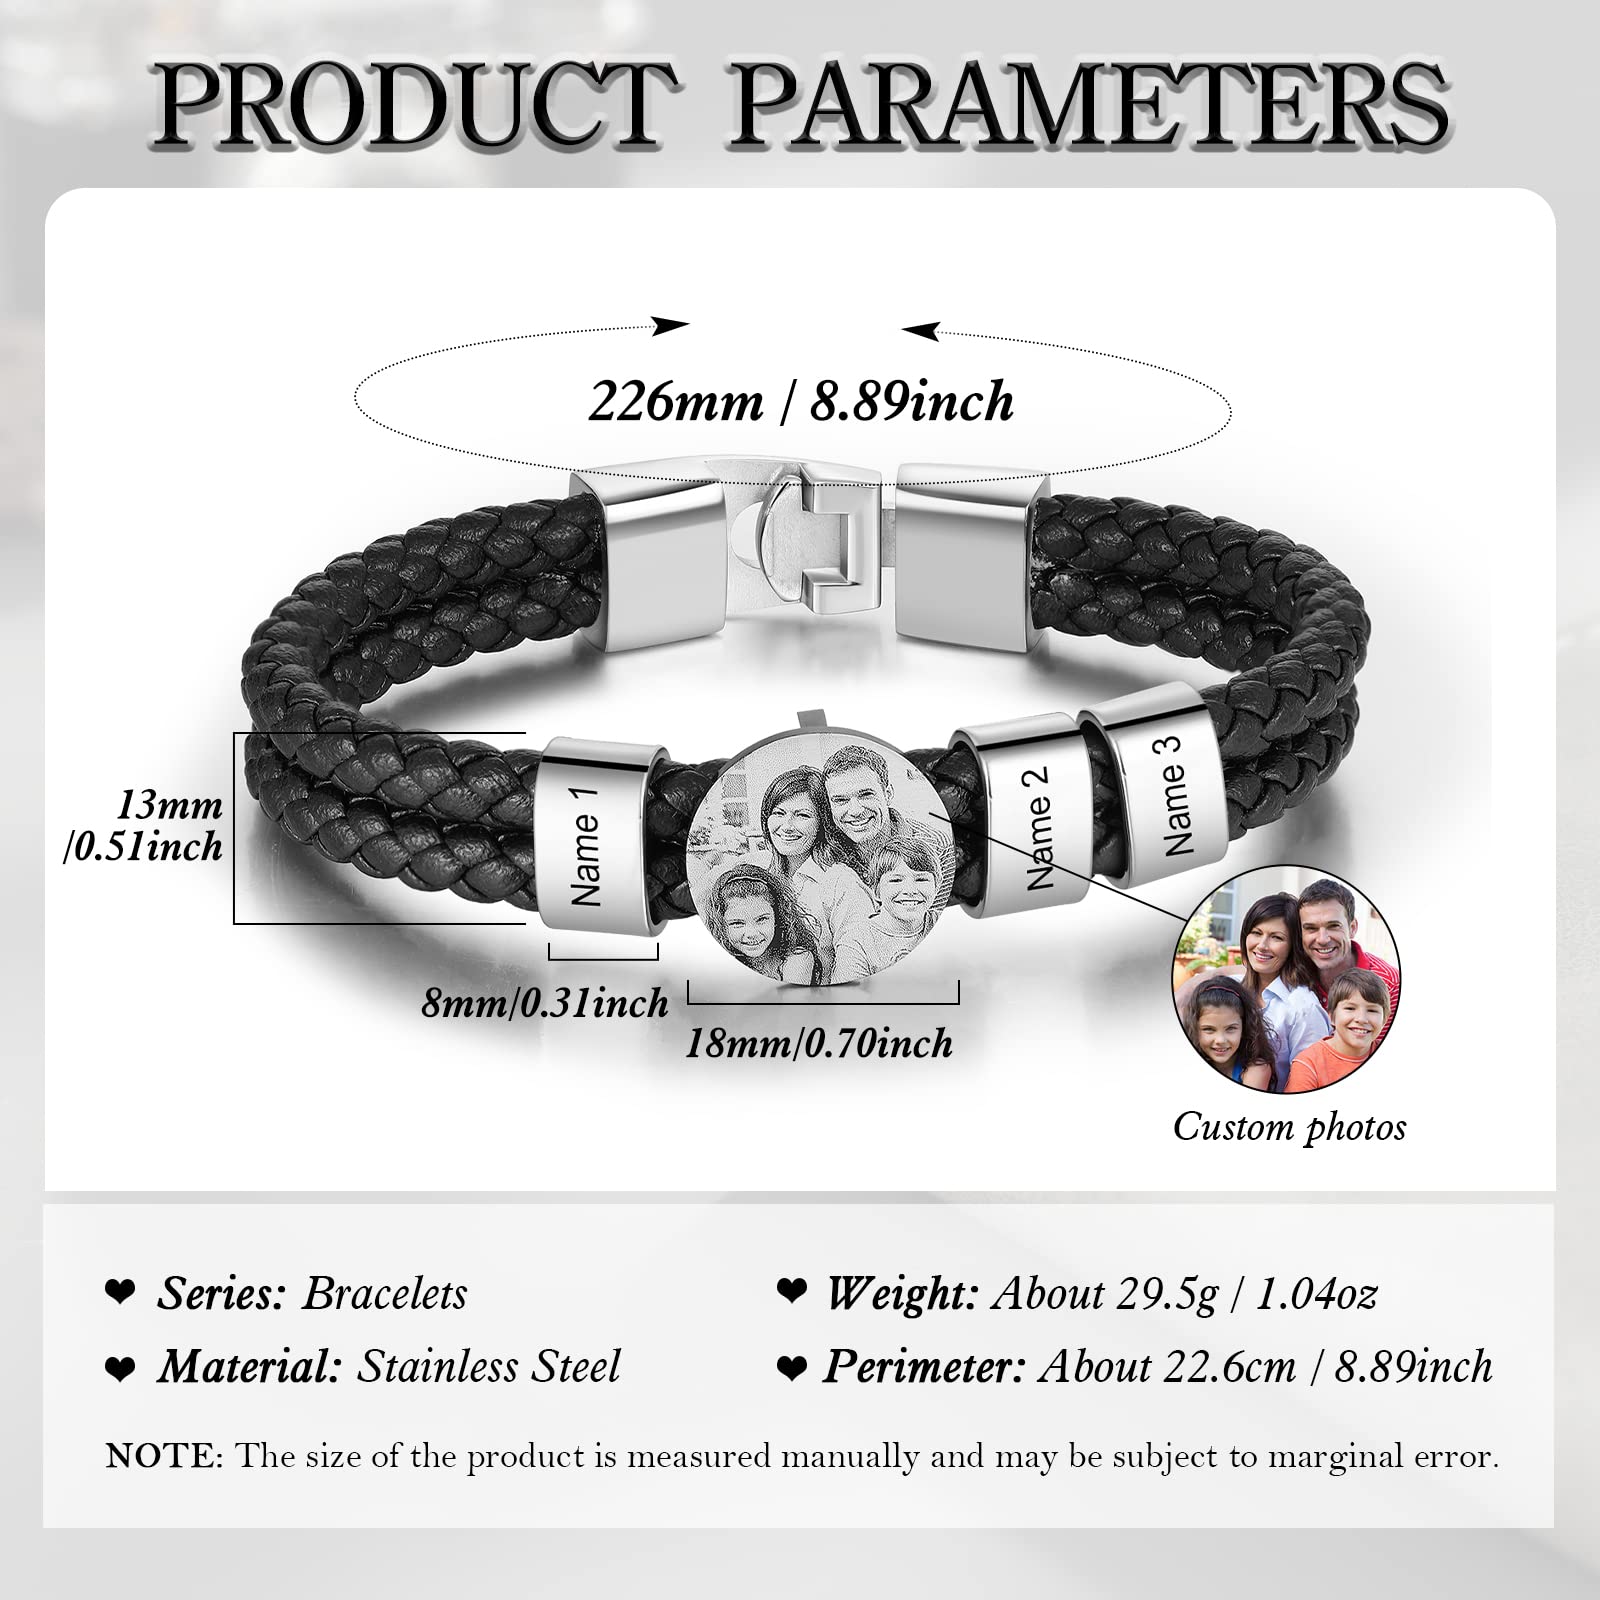 PRODUCT PARAMETERS
226mm / 8.89inch
13mm
/0.51inch
Name 1
Name 2
Name 3
8mm/0.31inch
18mm/0.70inch
Custom photos
❤ Series: Bracelets
❤ Weight: About 29.5g / 1.04oz
❤ Material: Stainless Steel
❤ Perimeter: About 22.6cm / 8.89inch
NOTE: The size of the product is measured manually and may be subject to marginal error.